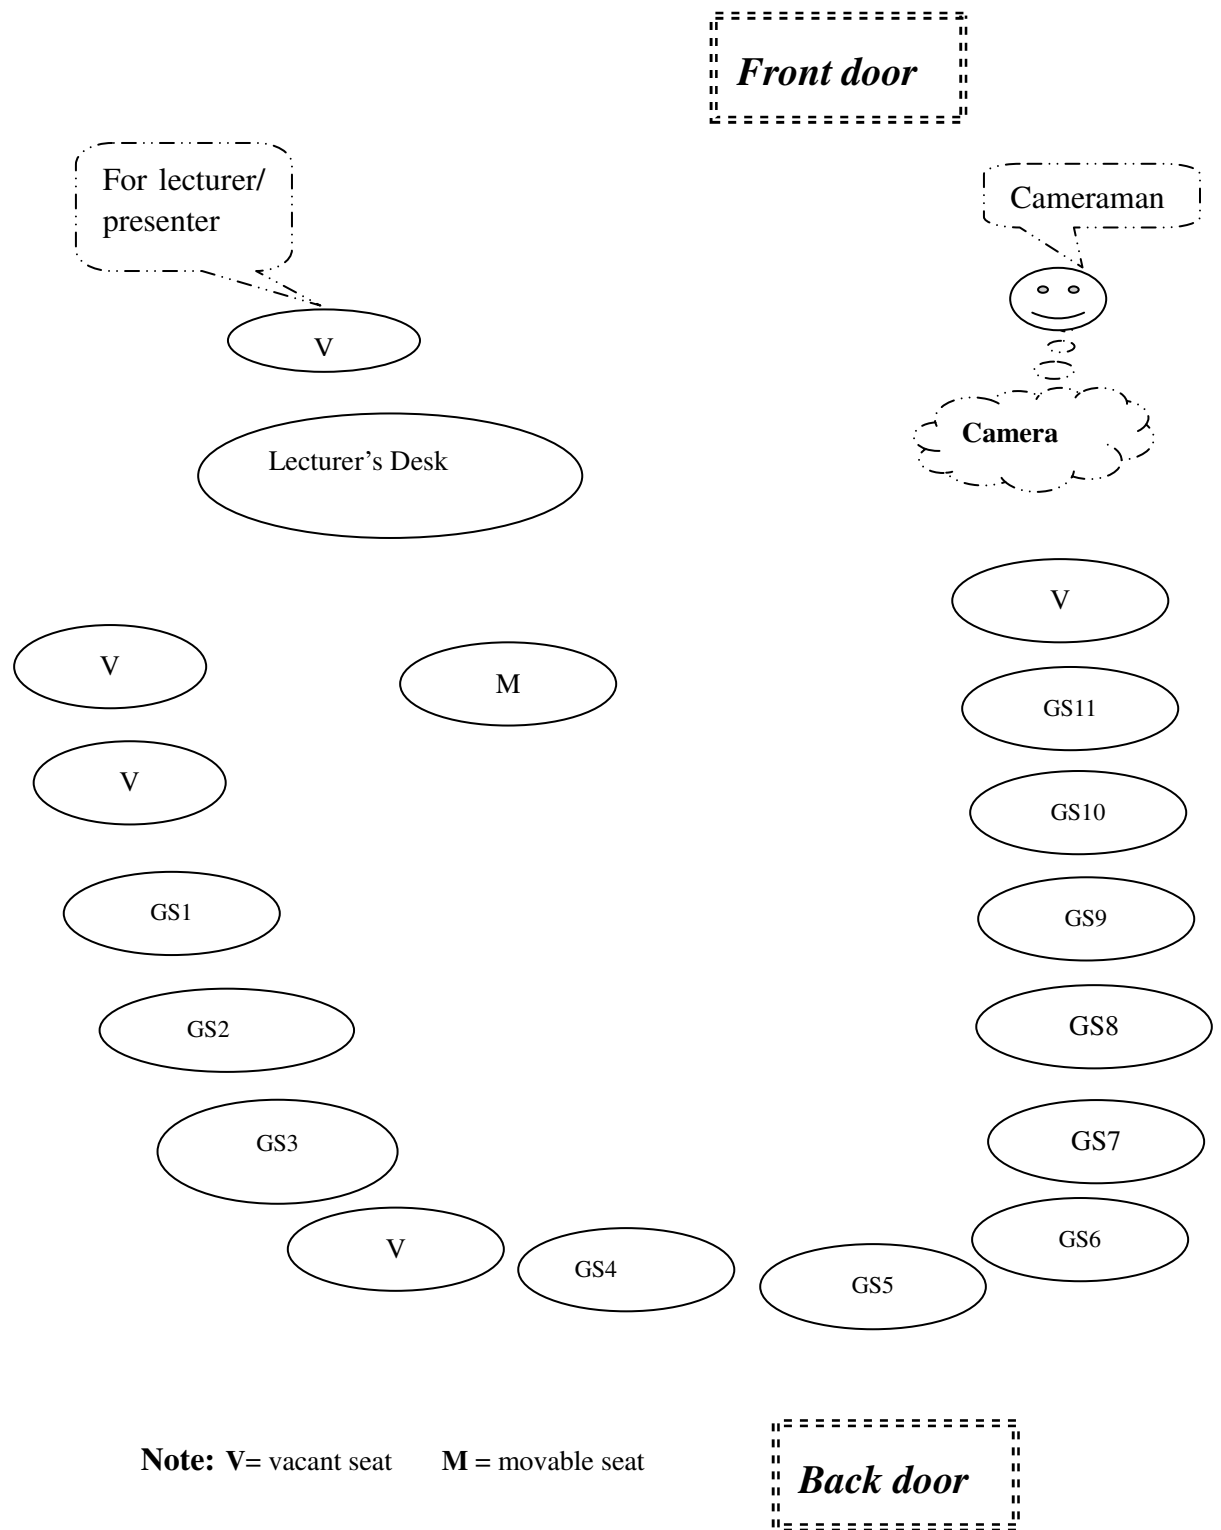 Front door
For lecturer/
presenter
Cameraman
V
Camera
Lecturer's Desk
V
V
M
GS11
V
GS10
GS1
GS9
GS2
GS8
GS3
GS7
V
GS4
GS5
GS6
Note: V= vacant seat M = movable seat
Back door